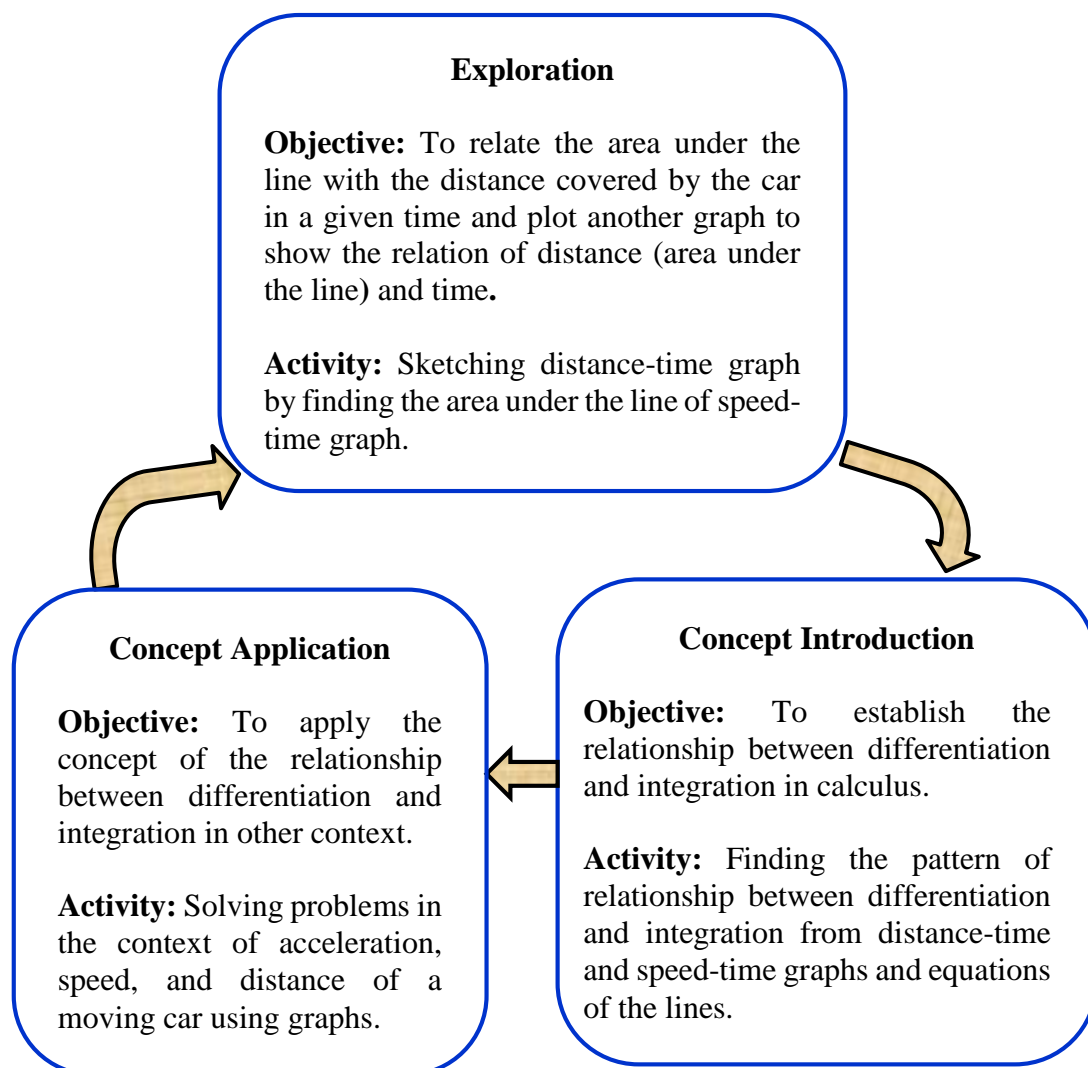 Exploration
Objective: To relate the area under the
line with the distance covered by the car
in a given time and plot another graph to
show the relation of distance (area under
the line) and time.
Activity: Sketching distance-time graph
by finding the area under the line of speed-
time graph.
Concept Introduction
Objective: To establish the
relationship between differentiation
and integration in calculus.
Activity: Finding the pattern of
relationship between differentiation
and integration from distance-time
and speed-time graphs and equations
of the lines.
Concept Application
Objective: To apply the
concept of the relationship
between differentiation and
integration in other context.
Activity: Solving problems in
the context of acceleration,
speed, and distance of a
moving car using graphs.